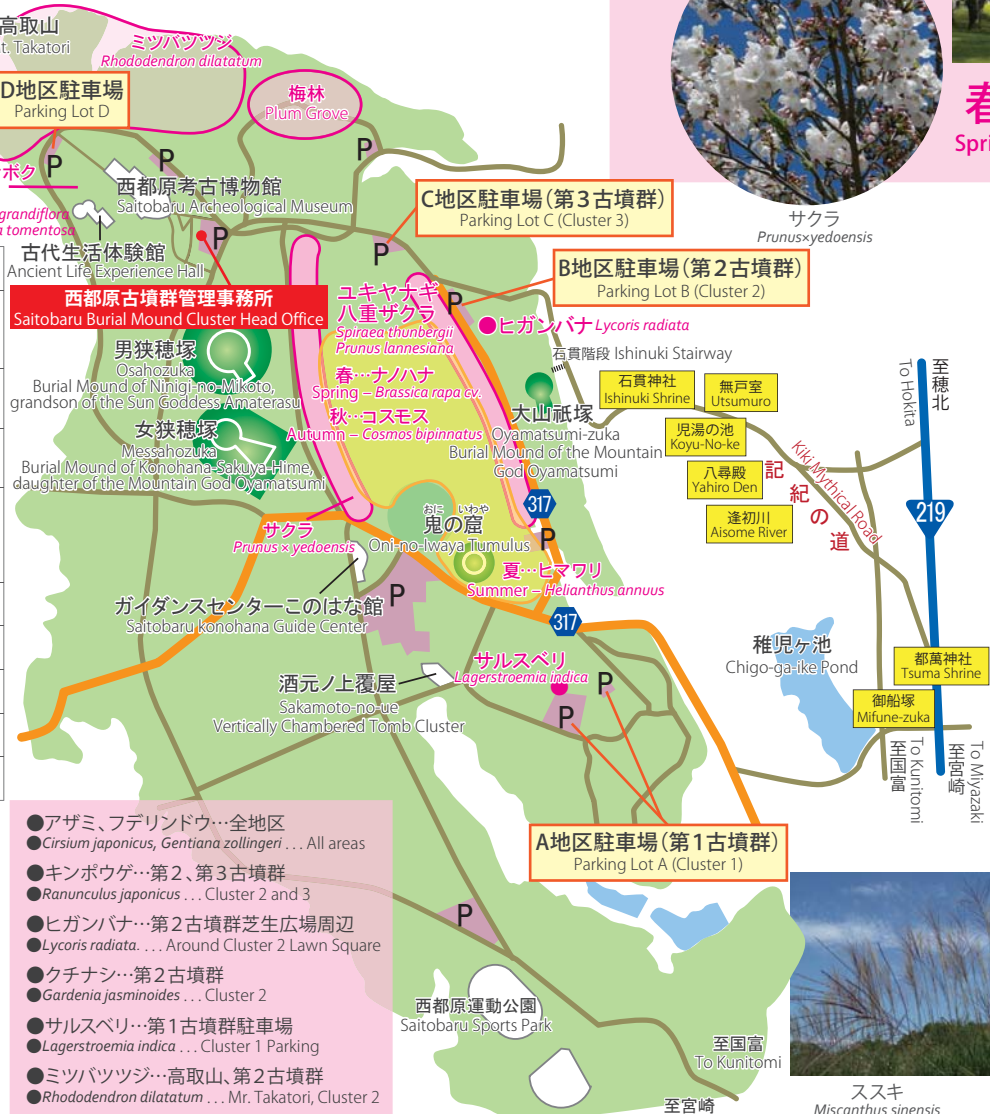 高取山
t. Takatori
ミツバツツジ
Rhododendron dilatatum
D地区駐車場
Parking Lot D
梅林
Plum Grove
P
P
P
ボク
grandiflora
a tomentosa
西都原考古博物館
Saitobaru Archeological Museum
P
古代生活体験館
Ancient Life Experience Hall
西都原古墳群管理事務所
Saitobaru Burial Mound Cluster Head Office
C地区駐車場(第3古墳群)
Parking Lot C (Cluster 3)
P
B地区駐車場(第2古墳群)
Parking Lot B (Cluster 2)
P
春
Spri
サクラ
Prunus×yedoensis
ユキヤナギ
八重ザクラ
Spiraea thunbergii
Prunus lannesiana
ヒガンバナ Lycoris radiata
石貫階段 Ishinuki Stairway
男狭穂塚
Osahozuka
Burial Mound of Ninigi-no-Mikoto,
grandson of the Sun Goddess Amaterasu
春…ナノハナ
Spring – Brassica rapa cv.
秋…コスモス
Autumn – Cosmos bipinnatus
女狭穂塚
Messahozuka
Burial Mound of Konohana-Sakuya-Hime,
daughter of the Mountain God Oyamatsumi
大山祇塚
Oyamatsumi-zuka
Burial Mound of the Mountain
God Oyamatsumi
石貫神社
Ishinuki Shrine
無戸室
Utsumuro
児湯の池
Koyu-No-ke
八尋殿
Yahiro Den
逢初川
Aisome River
記紀の道
Kiki Mythical Road
至穂北
To Hokita
219
317
サクラ
Prunus × yedoensis
おに いわや
鬼の窟
Oni-no-Iwaya Tumulus
P
夏…ヒマワリ
Summer – Helianthus annuus
ガイダンスセンターこのはな館
Saitobaru konohana Guide Center
P
317
稚児ヶ池
Chigo-ga-ike Pond
都萬神社
Tsuma Shrine
御船塚
Mifune-zuka
To Kunitomi
至国富
To Miyazaki
至宮崎
サルスベリ
Lagerstroemia indica
P
P
酒元ノ上覆屋
Sakamoto-no-ue
Vertically Chambered Tomb Cluster
A地区駐車場(第1古墳群)
Parking Lot A (Cluster 1)
●アザミ、フデリンドウ…全地区
●Cirsium japonicus, Gentiana zollingeri . . . All areas
●キンポウゲ…第2、第3古墳群
●Ranunculus japonicus . . . Cluster 2 and 3
●ヒガンバナ…第2古墳群芝生広場周辺
●Lycoris radiata. . . . Around Cluster 2 Lawn Square
●クチナシ…第2古墳群
●Gardenia jasminoides . . . Cluster 2
●サルスベリ…第1古墳群駐車場
●Lagerstroemia indica . . . Cluster 1 Parking
●ミツバツツジ…高取山、第2古墳群
●Rhododendron dilatatum . . . Mr. Takatori, Cluster 2
P
西都原運動公園
Saitobaru Sports Park
至国富
To Kunitomi
至宮崎
ススキ
Miscanthus sinensis